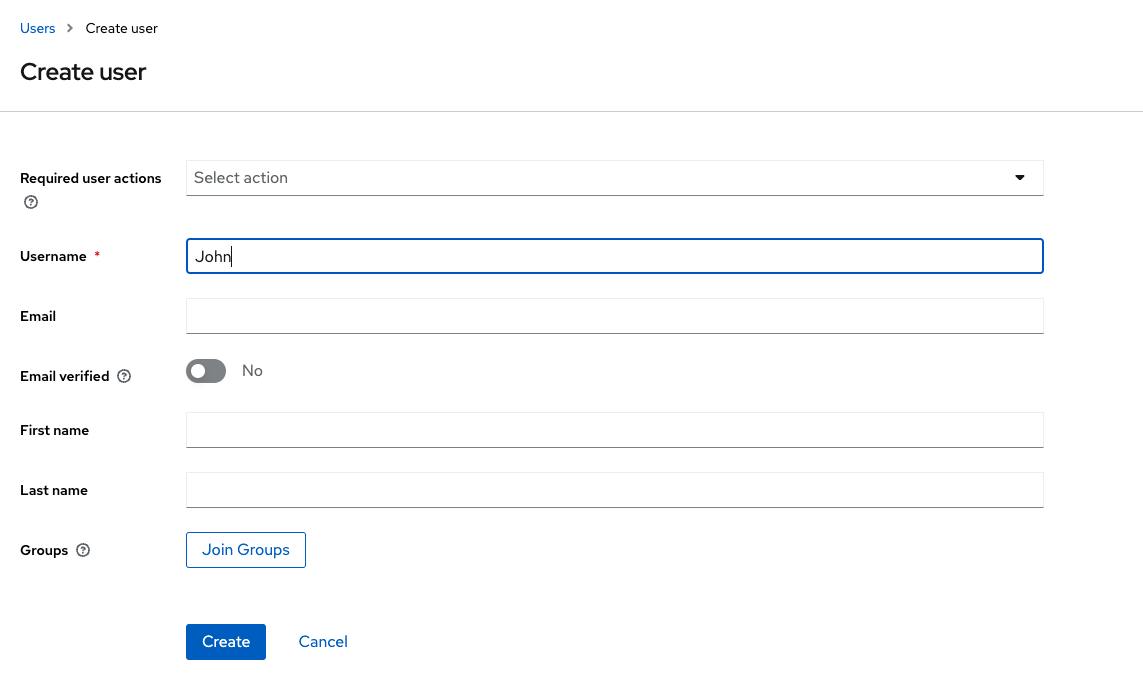 Users > Create user
Create user
Required user actions
Select action
Username *
John
Email
Email verified
No
First name
Last name
Groups
Join Groups
Create
Cancel